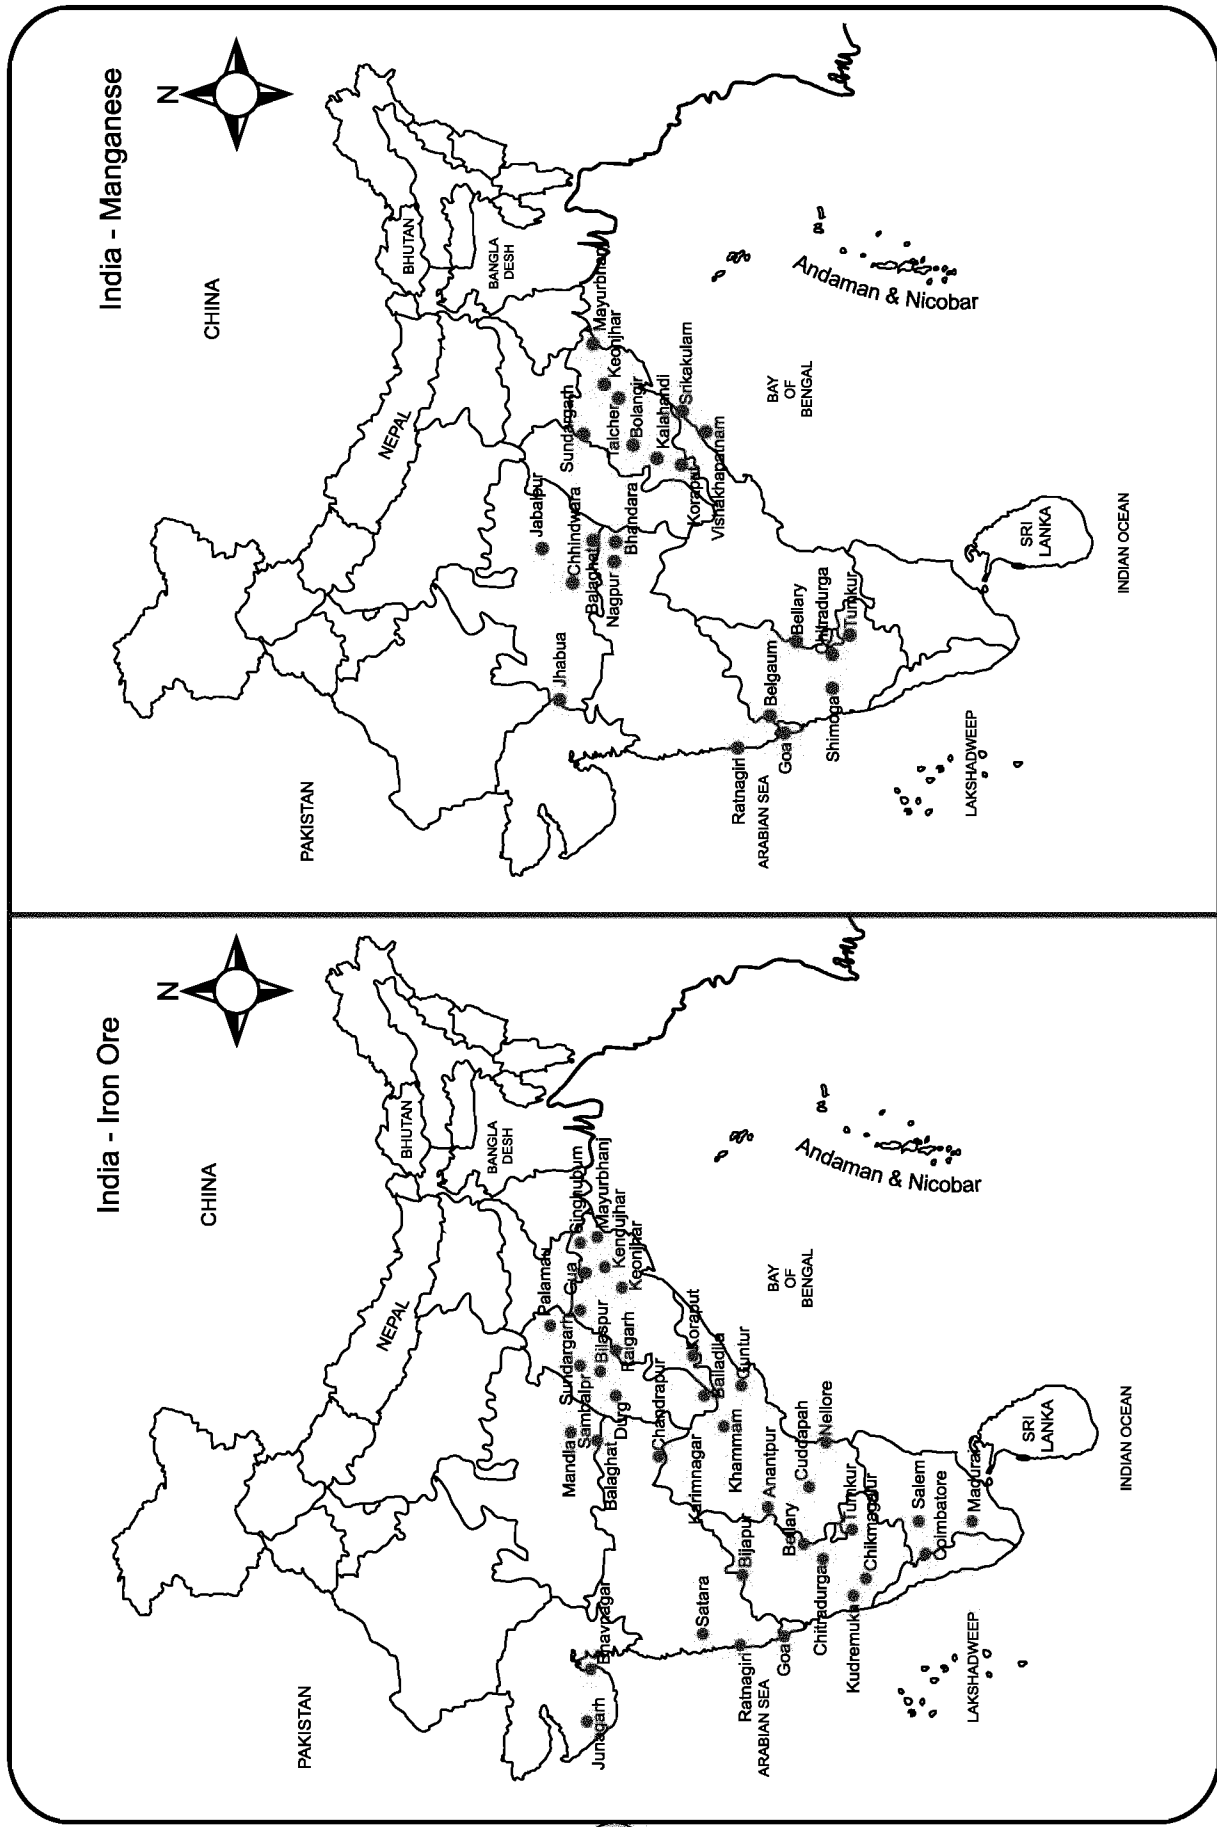 India - Iron Ore
N
CHINA
PAKISTAN
NEPAL
BHUTAN
BANGLA
DESH
Palamau
Singhubum
Gua
Mayurbhanj
Kendujhar
Keonjhar
Sundargarh
Sambalpr
Bilaspur
Raigarh
Mandla
Balaghat
Durg
Chandrapur
Koraput
Bailadila
Guntur
Karimnagar
Khammam
Anantpur
Cuddapah
Nellore
Bhavnagar
Junagarh
Satara
Ratnagiri
Bijapur
Bellary
Goa
Chitradurga
Tumkur
Chikmagalur
Kudremukh
Salem
Coimbatore
Madurai
ARABIAN SEA
BAY
OF
BENGAL
Andaman & Nicobar
LAKSHADWEEP
SRI
LANKA
INDIAN OCEAN
India - Manganese
N
CHINA
PAKISTAN
NEPAL
BHUTAN
BANGLA
DESH
Mayurbhanj
Keonjhar
Sundargarh
Talcher
Bolangir
Kalahandi
Srikakulam
Koraput
Vishakhapatnam
Jabalpur
Chhindwara
Balaghat
Bhandara
Nagpur
Jhabua
Ratnagiri
Belgaum
Goa
Bellary
Chitradurga
Tumkur
Shimoga
ARABIAN SEA
BAY
OF
BENGAL
Andaman & Nicobar
LAKSHADWEEP
SRI
LANKA
INDIAN OCEAN